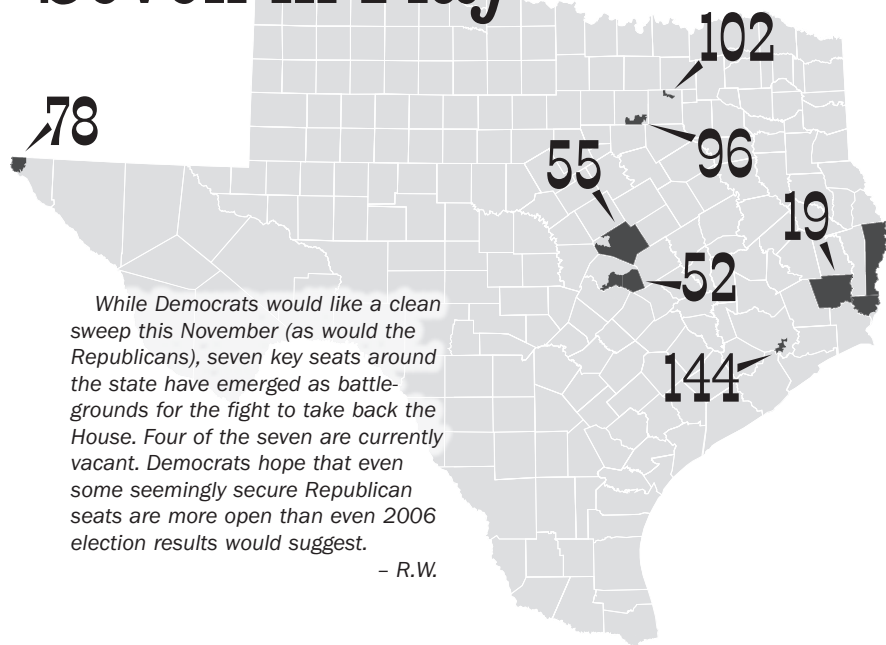 Seven in Play
102
78
96
55
19
52
144
While Democrats would like a clean
sweep this November (as would the
Republicans), seven key seats around
the state have emerged as battle-
grounds for the fight to take back the
House. Four of the seven are currently
vacant. Democrats hope that even
some seemingly secure Republican
seats are more open than even 2006
election results would suggest.
– R.W.